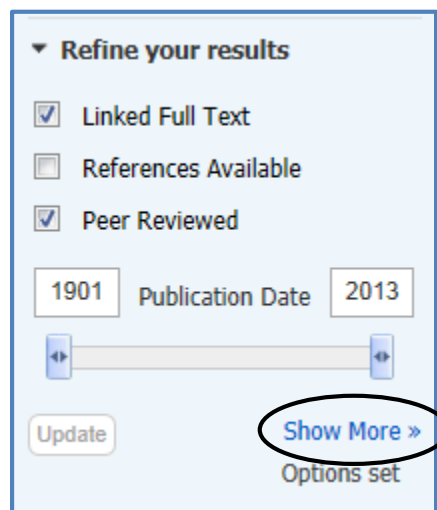 Refine your results
Linked Full Text
References Available
Peer Reviewed
1901 Publication Date 2013
Update Show More »
Options set